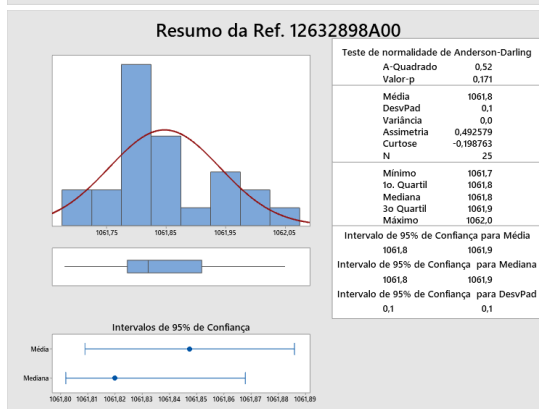 Resumo da Ref. 12632898A00
1061,75 1061,85 1061,95 1062,05
Intervalos de 95% de Confiança
Média
Mediana
1061,80 1061,81 1061,82 1061,83 1061,84 1061,85 1061,86 1061,87 1061,88 1061,89
Teste de normalidade de Anderson-Darling
A-Quadrado 0,52
Valor-p 0,171
Média 1061,8
DesvPad 0,1
Variância 0,0
Assimetria 0,492579
Curtose -0,198763
N 25
Mínimo 1061,7
1o. Quartil 1061,8
Mediana 1061,8
3o Quartil 1061,9
Máximo 1062,0
Intervalo de 95% de Confiança para Média
1061,8 1061,9
Intervalo de 95% de Confiança para Mediana
1061,8 1061,9
Intervalo de 95% de Confiança para DesvPad
0,1 0,1